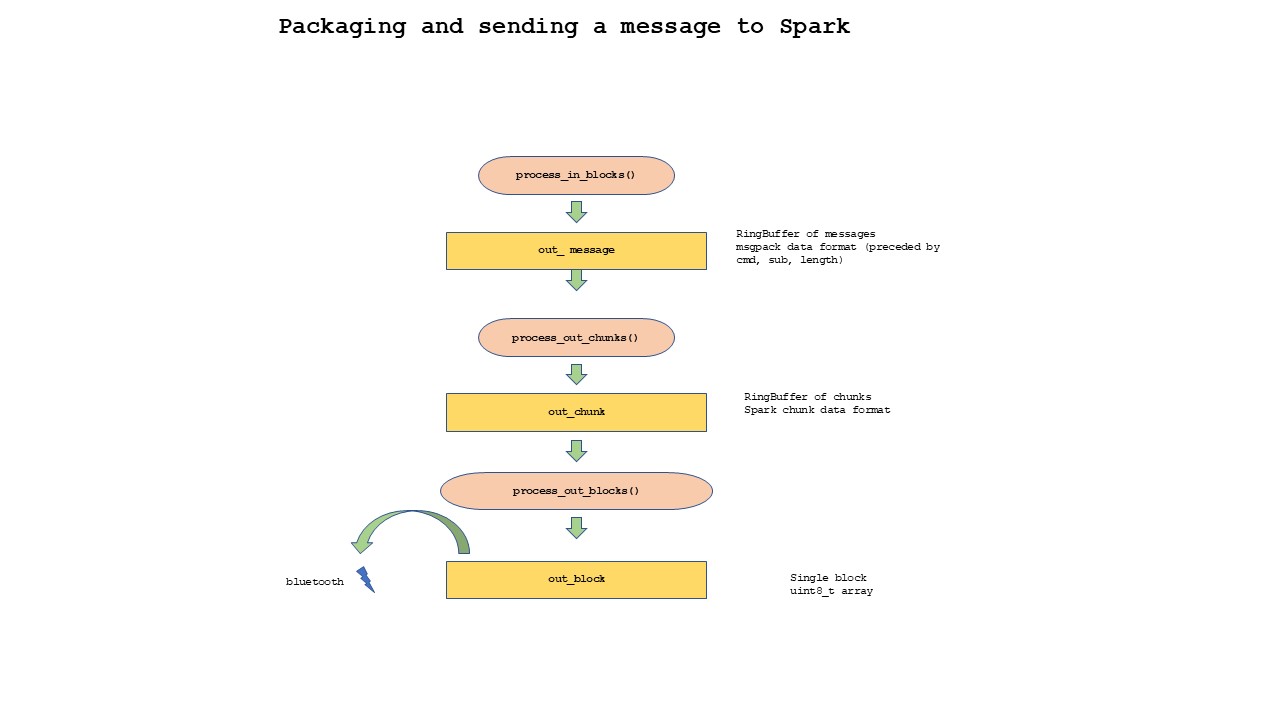 Packaging and sending a message to Spark
process_in_blocks()
out_ message
RingBuffer of messages
msgpack data format (preceded by
cmd, sub, length)
process_out_chunks()
out_chunk
RingBuffer of chunks
Spark chunk data format
process_out_blocks()
bluetooth
out_block
Single block
uint8_t array